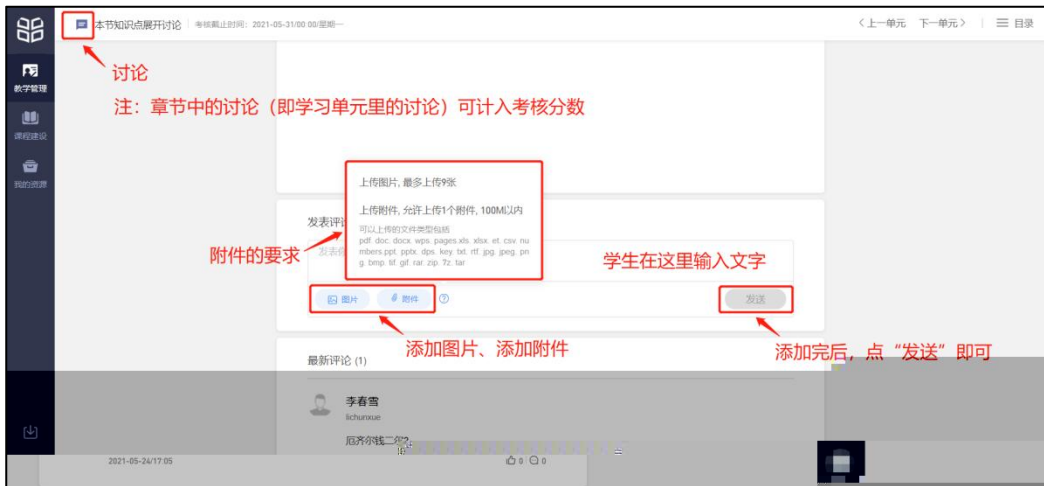 本节知识点展开讨论 考核截止时间：2021-05-31/00:00/星期一
〈上一单元 下一单元〉 目录
讨论
教学管理
注：章节中的讨论（即学习单元里的讨论）可计入考核分数
课程建设
我的资源
上传图片, 最多上传9张
上传附件, 允许上传1个附件, 100M以内
可以上传的文件类型包括
pdf doc. docx. wps. pages.xls. xlsx. et. csv. nu
mbers.ppt. pptx. dps. key. txt. rtf. jpg. jpeg. pn
g. bmp. tif. gif. rar. zip. 7z. tar
发表评
附件的要求
学生在这里输入文字
图片 附件
发送
添加图片、添加附件
添加完后，点“发送”即可
最新评论 (1)
李春雪
lichunxue
2021-05-24/17:05
0 0